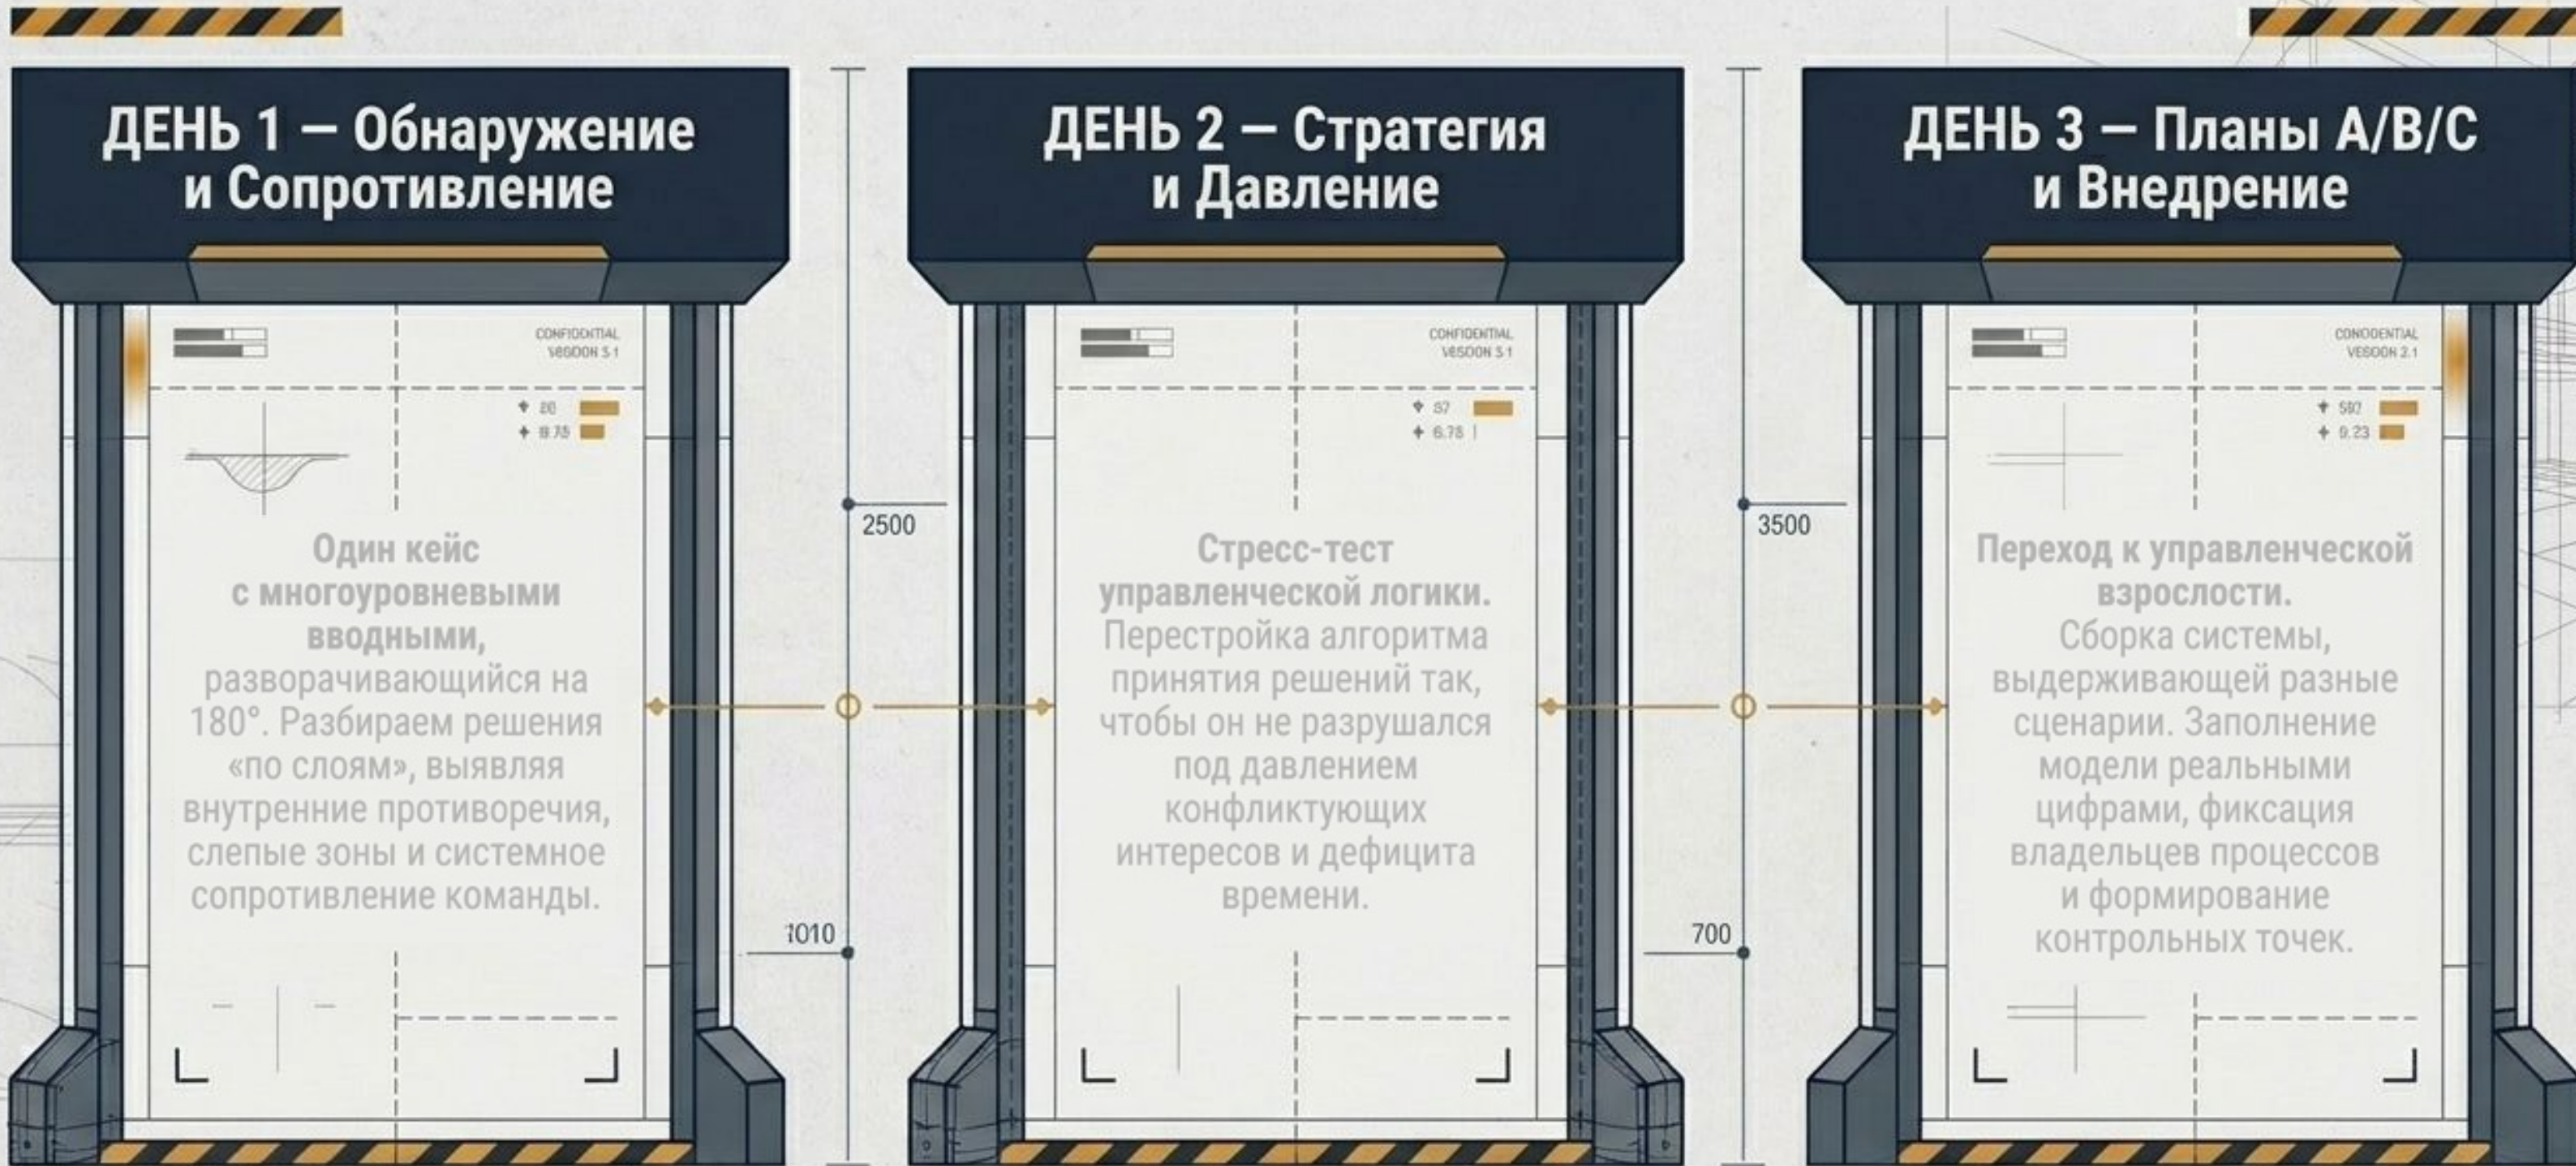 ДЕНЬ 1 — Обнаружение
и Сопротивление
CONFIDENTIAL
Один кейс
с многоуровневыми
вводными,
разворачивающийся на
180°. Разбираем решения
«по слоям», выявляя
внутренние противоречия,
слепые зоны и системное
сопротивление команды.
2500
1010
ДЕНЬ 2 — Стратегия
и Давление
CONFIDENTIAL
Стресс-тест
управленческой логики.
Перестройка алгоритма
принятия решений так,
чтобы он не разрушался
под давлением
конфликтующих
интересов и дефицита
времени.
3500
700
ДЕНЬ 3 — Планы А/В/С
и Внедрение
Переход к управленческой
взрослости.
Сборка системы,
выдерживающей разные
сценарии. Заполнение
модели реальными
цифрами, фиксация
владельцев процессов
и формирование
контрольных точек.